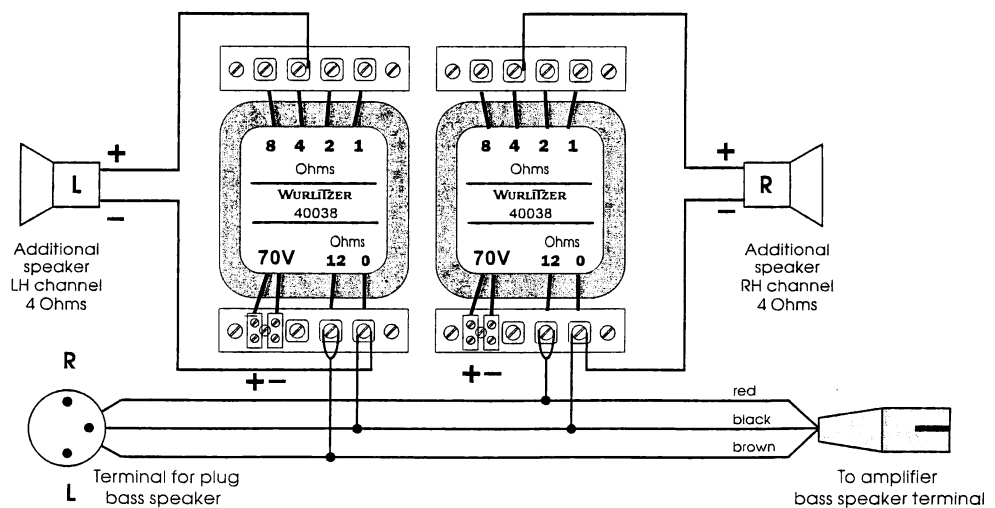 8 4 2 1
Ohms
WURLITZER
40038
Ohms
70V 12 0
+ -
8 4 2 1
Ohms
WURLITZER
40038
Ohms
70V 12 0
+ -
+
L
-
Additional
speaker
LH channel
4 Ohms
+
R
-
Additional
speaker
RH channel
4 Ohms
R
L
Terminal for plug
bass speaker
red
black
brown
To amplifier
bass speaker terminal